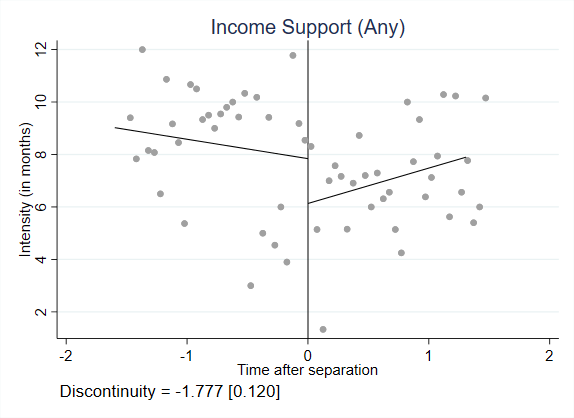 Income Support (Any)
Intensity (in months)
12
10
8
6
4
2
-2 -1 0 1 2
Time after separation
Discontinuity = -1.777 [0.120]